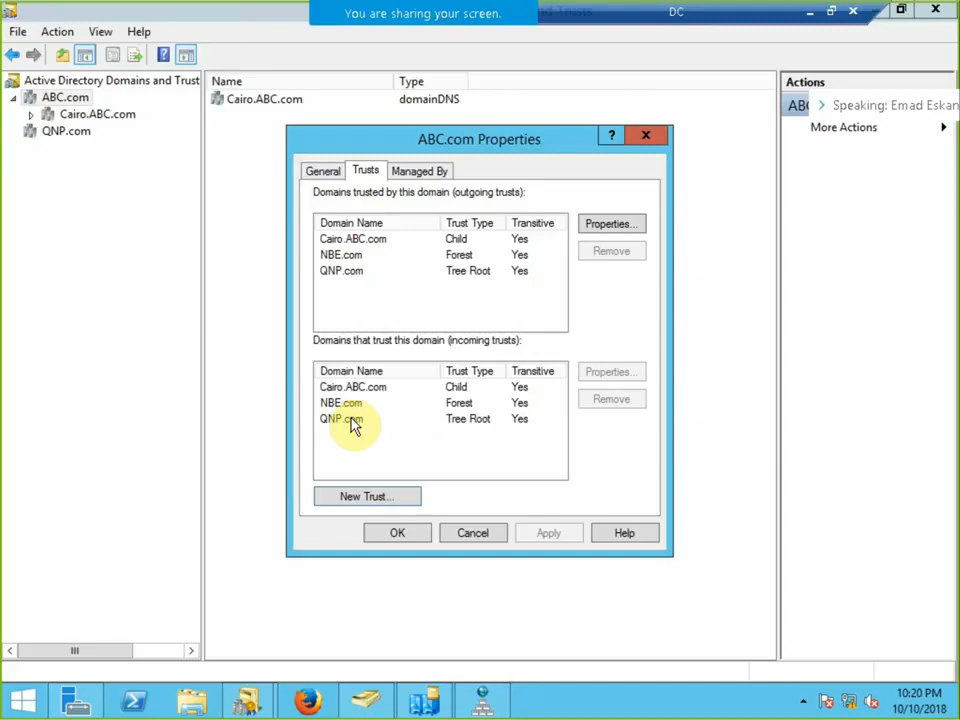 You are sharing your screen.
DC
File Action View Help
Active Directory Domains and Trust
ABC.com
Cairo.ABC.com
QNP.com
Name Type
Cairo.ABC.com domainDNS
Actions
Speaking: Emad Eskan
More Actions
ABC.com Properties
?
General Trusts Managed By
Domains trusted by this domain (outgoing trusts):
Domain Name Trust Type Transitive
Cairo.ABC.com Child Yes
NBE.com Forest Yes
QNP.com Tree Root Yes
Properties...
Remove
Domains that trust this domain (incoming trusts):
Domain Name Trust Type Transitive
Cairo.ABC.com Child Yes
NBE.com Forest Yes
QNP.com Tree Root Yes
Properties...
Remove
New Trust...
OK Cancel Apply Help
10:20 PM
10/10/2018